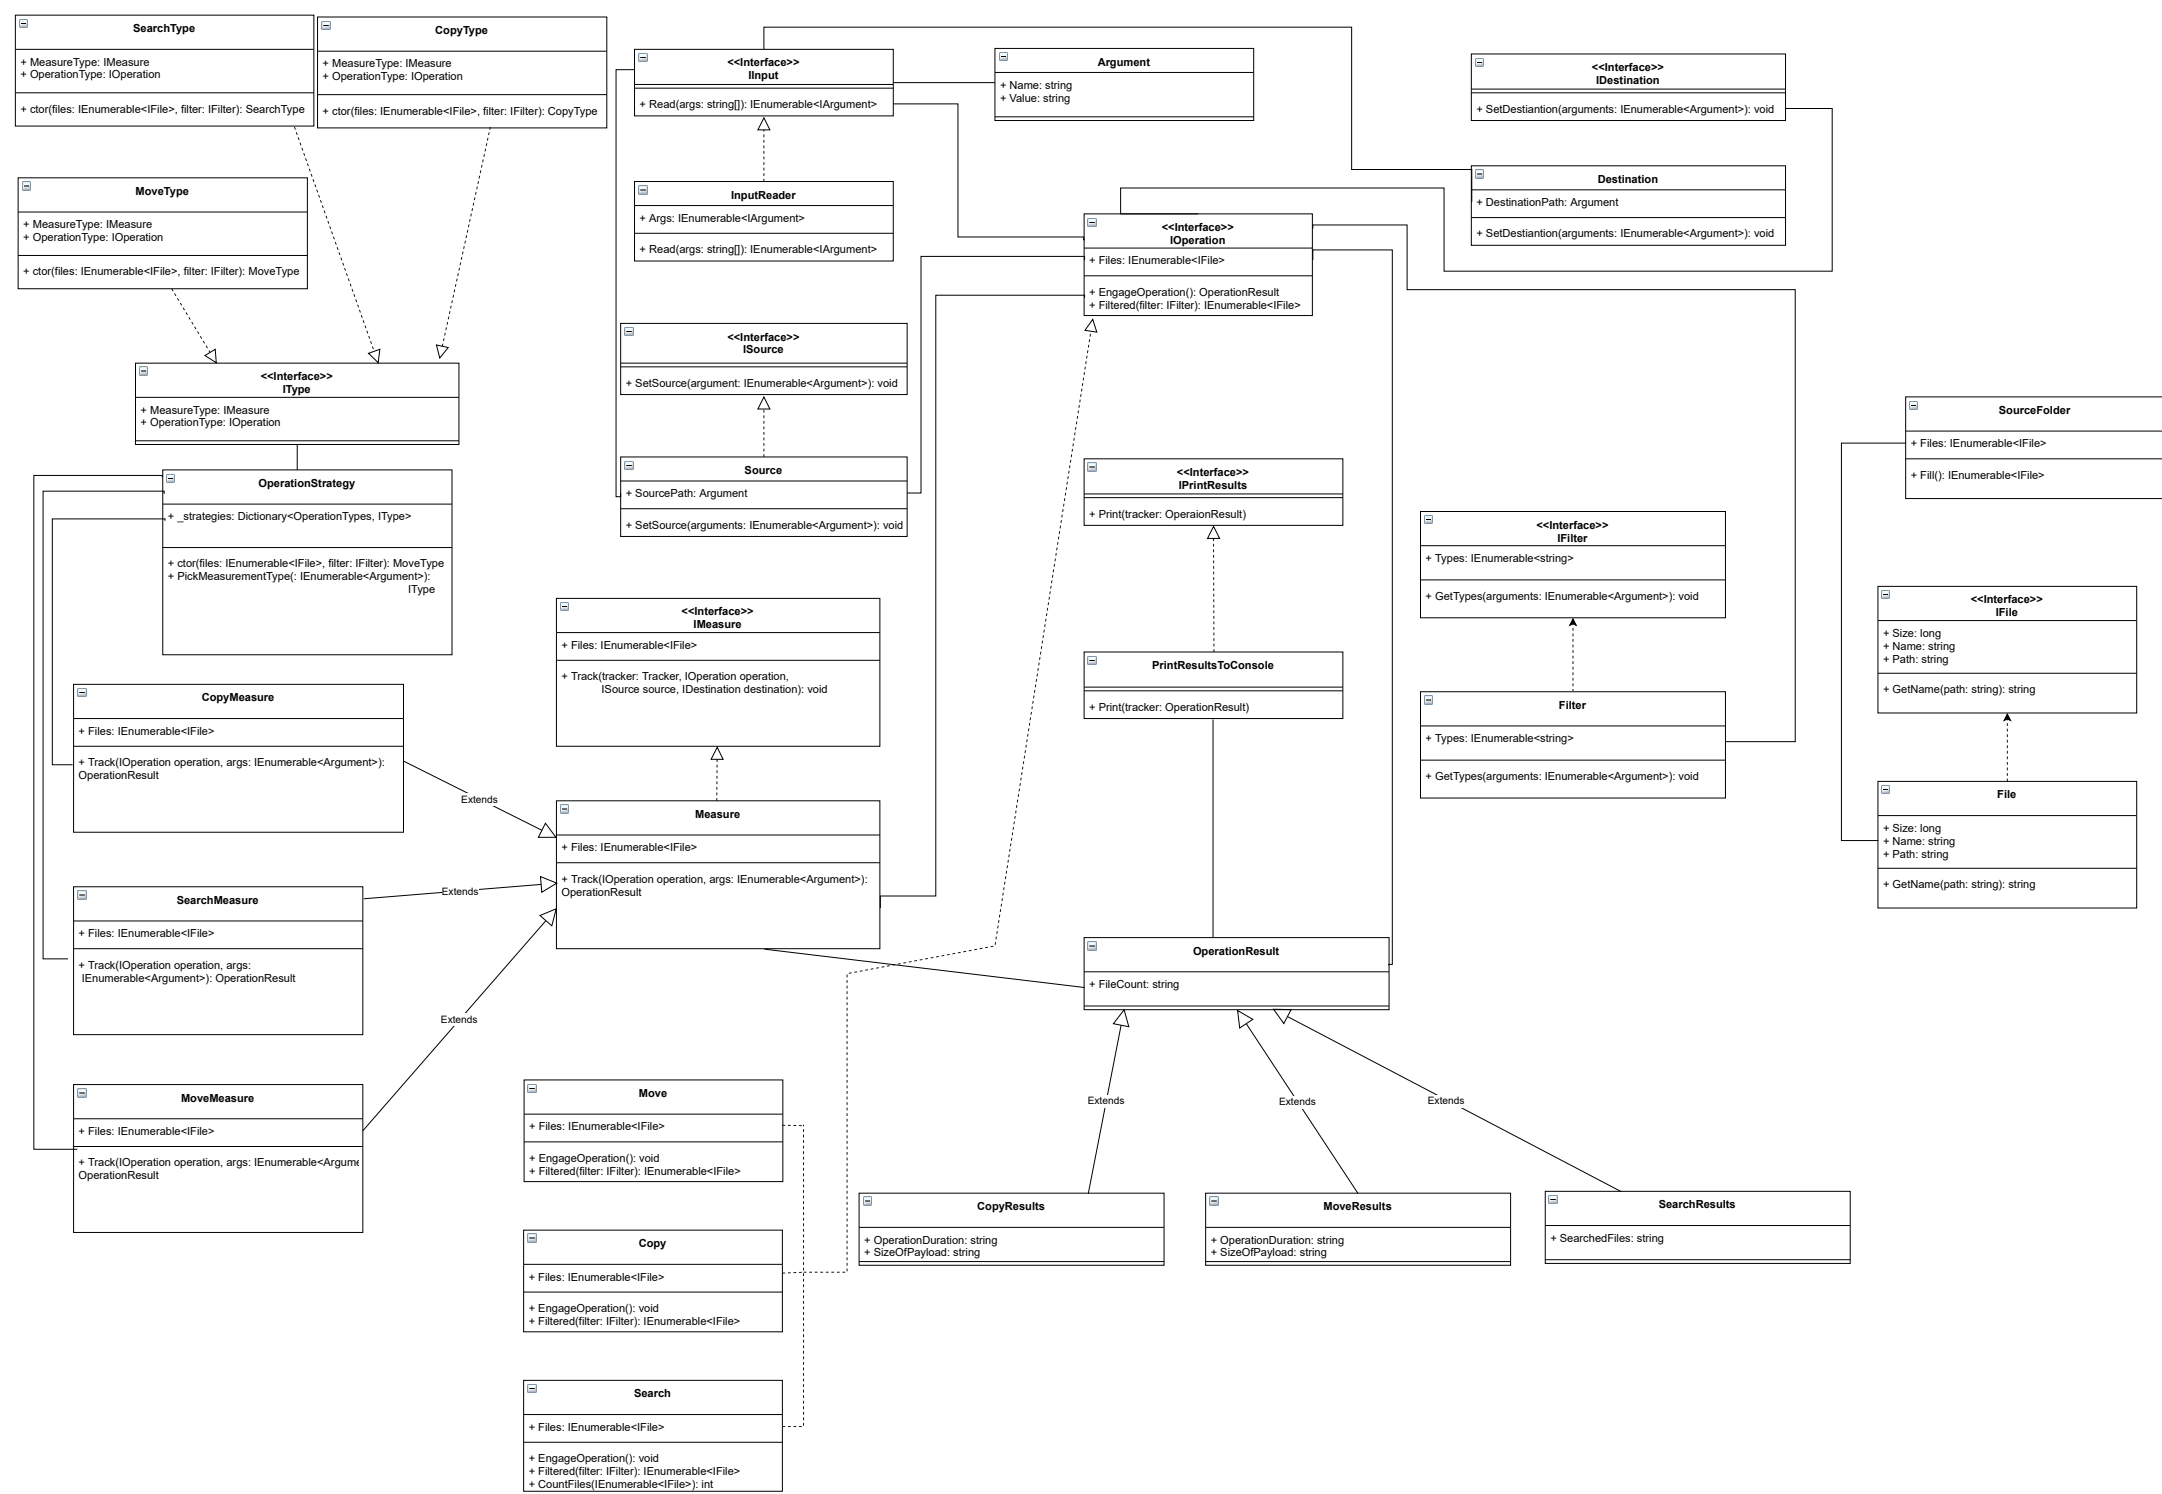 SearchType
+ MeasureType: IMeasure
+ OperationType: IOperation
+ ctor(files: IEnumerable<IFile>, filter: IFilter): SearchType
CopyType
+ MeasureType: IMeasure
+ OperationType: IOperation
+ ctor(files: IEnumerable<IFile>, filter: IFilter): CopyType
<<Interface>>
IInput
+ Read(args: string[]): IEnumerable<IArgument>
Argument
+ Name: string
+ Value: string
<<Interface>>
IDestination
+ SetDestiantion(arguments: IEnumerable<Argument>): void
MoveType
+ MeasureType: IMeasure
+ OperationType: IOperation
+ ctor(files: IEnumerable<IFile>, filter: IFilter): MoveType
InputReader
+ Args: IEnumerable<IArgument>
+ Read(args: string[]): IEnumerable<IArgument>
<<Interface>>
IOperation
+ Files: IEnumerable<IFile>
+ EngageOperation(): OperationResult
+ Filtered(filter: IFilter): IEnumerable<IFile>
Destination
+ DestinationPath: Argument
+ SetDestiantion(arguments: IEnumerable<Argument>): void
<<Interface>>
IType
+ MeasureType: IMeasure
+ OperationType: IOperation
<<Interface>>
ISource
+ SetSource(argument: IEnumerable<Argument>): void
Source
+ SourcePath: Argument
+ SetSource(arguments: IEnumerable<Argument>): void
<<Interface>>
IPrintResults
+ Print(tracker: OperaionResult)
SourceFolder
+ Files: IEnumerable<IFile>
+ Fill(): IEnumerable<IFile>
OperationStrategy
+ _strategies: Dictionary<OperationTypes, IType>
+ ctor(files: IEnumerable<IFile>, filter: IFilter): MoveType
+ PickMeasurementType(: IEnumerable<Argument>):
IType
<<Interface>>
IFilter
+ Types: IEnumerable<string>
+ GetTypes(arguments: IEnumerable<Argument>): void
<<Interface>>
IFile
+ Size: long
+ Name: string
+ Path: string
+ GetName(path: string): string
<<Interface>>
IMeasure
+ Files: IEnumerable<IFile>
+ Track(tracker: Tracker, IOperation operation,
ISource source, IDestination destination): void
PrintResultsToConsole
+ Print(tracker: OperationResult)
CopyMeasure
+ Files: IEnumerable<IFile>
+ Track(IOperation operation, args: IEnumerable<Argument>):
OperationResult
Filter
+ Types: IEnumerable<string>
+ GetTypes(arguments: IEnumerable<Argument>): void
File
+ Size: long
+ Name: string
+ Path: string
+ GetName(path: string): string
Extends
Measure
+ Files: IEnumerable<IFile>
+ Track(IOperation operation, args: IEnumerable<Argument>):
OperationResult
Extends
SearchMeasure
+ Files: IEnumerable<IFile>
+ Track(IOperation operation, args:
IEnumerable<Argument>): OperationResult
OperationResult
+ FileCount: string
Extends
MoveMeasure
+ Files: IEnumerable<IFile>
+ Track(IOperation operation, args: IEnumerable<Argume
OperationResult
Move
+ Files: IEnumerable<IFile>
+ EngageOperation(): void
+ Filtered(filter: IFilter): IEnumerable<IFile>
Extends
Extends
Extends
CopyResults
+ OperationDuration: string
+ SizeOfPayload: string
MoveResults
+ OperationDuration: string
+ SizeOfPayload: string
SearchResults
+ SearchedFiles: string
Copy
+ Files: IEnumerable<IFile>
+ EngageOperation(): void
+ Filtered(filter: IFilter): IEnumerable<IFile>
Search
+ Files: IEnumerable<IFile>
+ EngageOperation(): void
+ Filtered(filter: IFilter): IEnumerable<IFile>
+ CountFiles(IEnumerable<IFile>): int